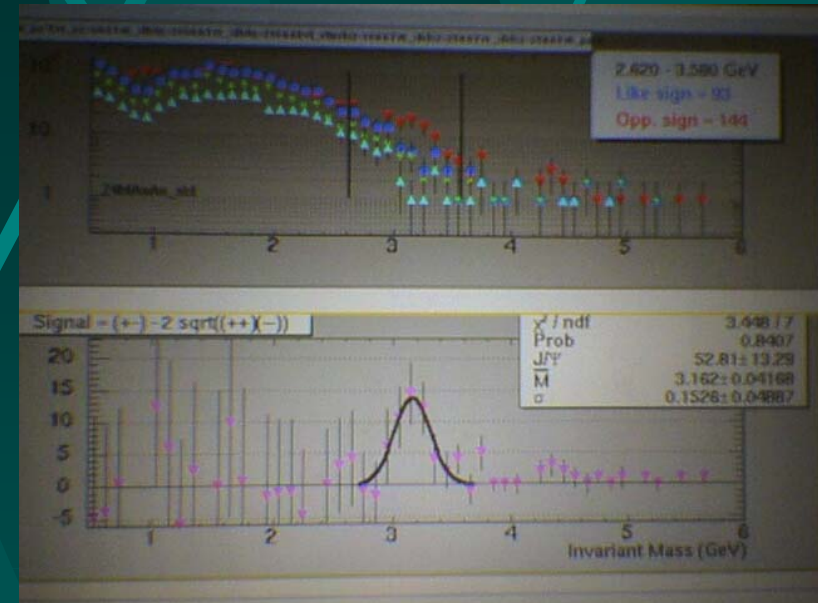 2.620 - 3.580 GeV
Like sign = 93
Opp. sign = 144
10
1
1 2 3 4 5 6
Signal = (+-) - 2 sqrt((++)(--))
χ² / ndf 3.448 / 7
Prob 0.8407
J/Ψ 52.81± 13.29
M 3.162± 0.04168
σ 0.1526± 0.04887
20
15
10
5
0
-5
1 2 3 4 5 6
Invariant Mass (GeV)